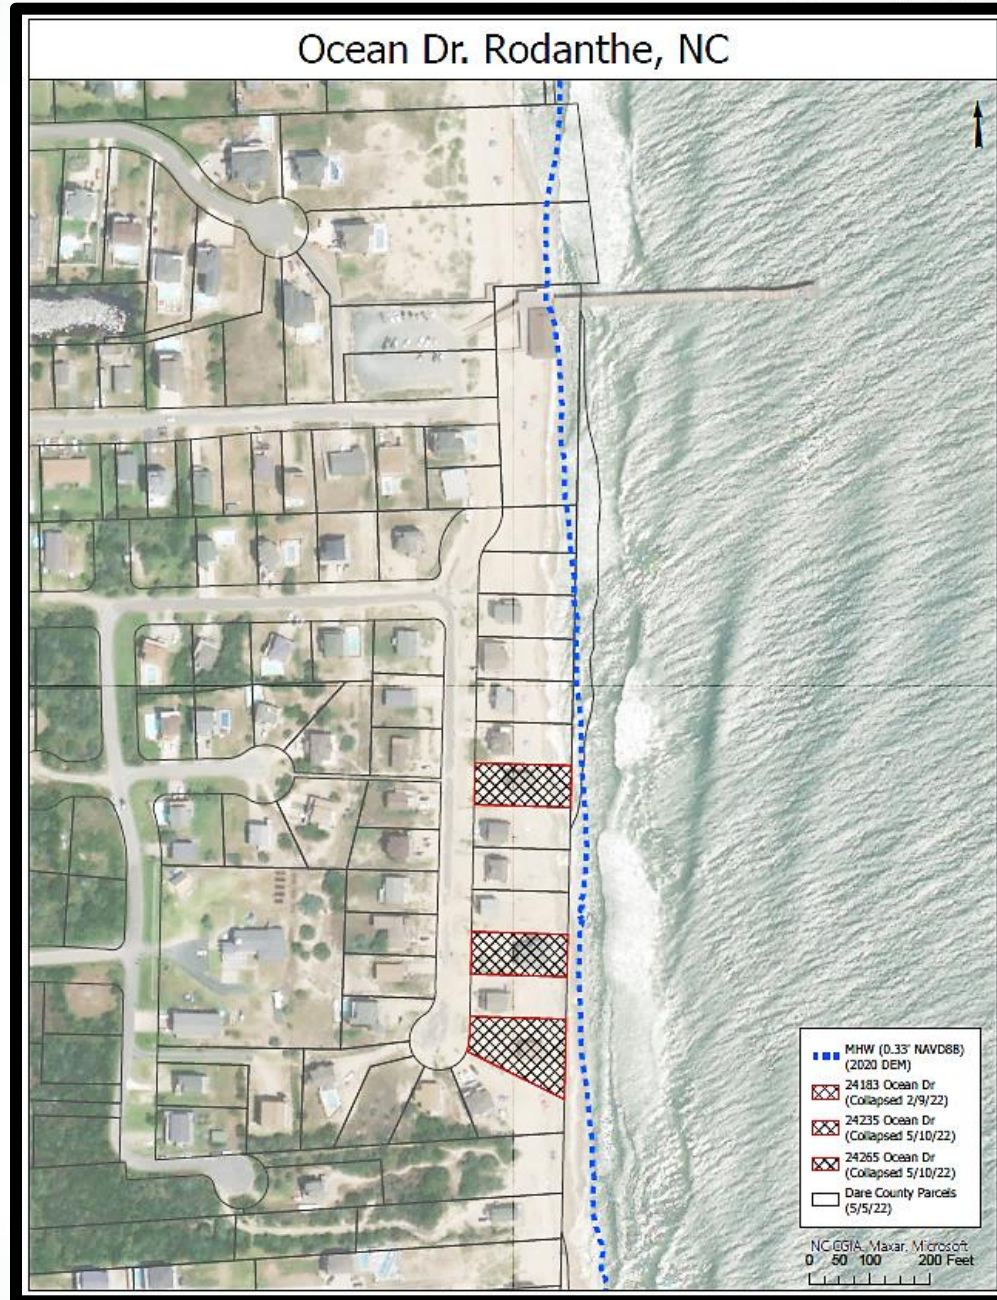 Ocean Dr. Rodanthe, NC
MHW (0.33' NAVD88)
(2020 DEM)
24183 Ocean Dr
(Collapsed 2/9/22)
24235 Ocean Dr
(Collapsed 5/10/22)
24265 Ocean Dr
(Collapsed 5/10/22)
Dare County Parcels
(5/5/22)
NC CGIA, Maxar, Microsoft
0 50 100 200 Feet